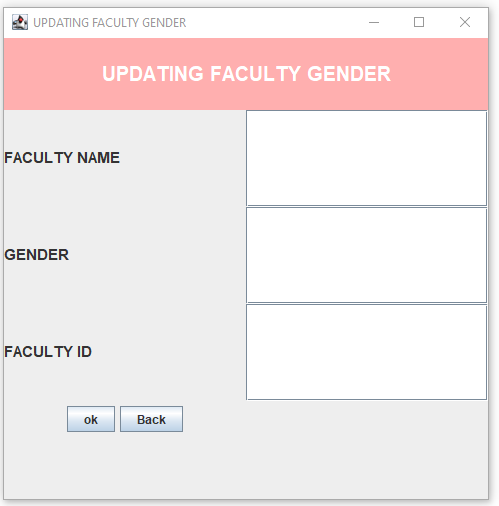 UPDATING FACULTY GENDER
UPDATING FACULTY GENDER
FACULTY NAME
GENDER
FACULTY ID
ok Back